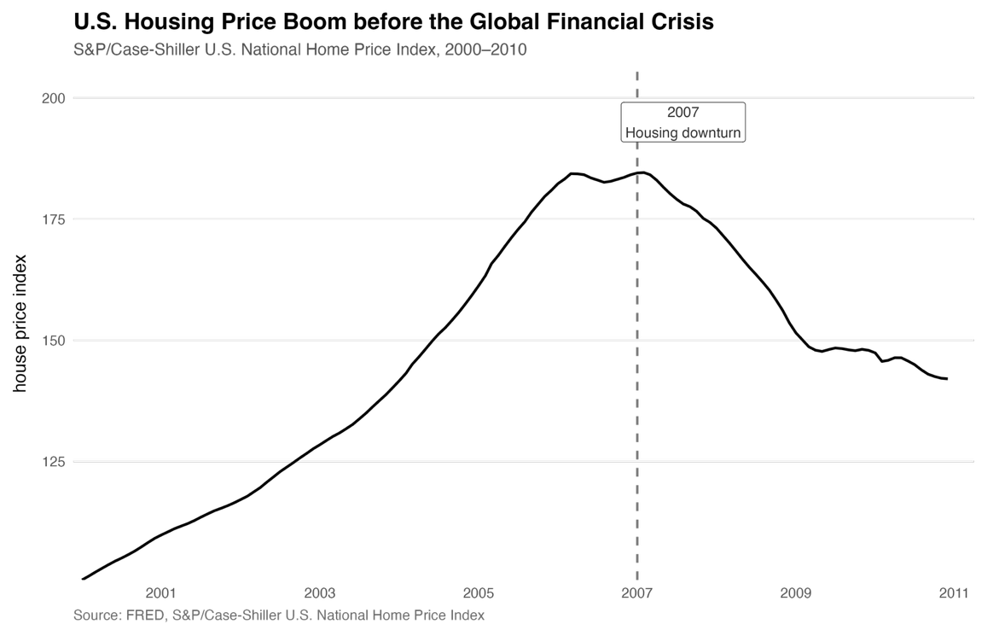 U.S. Housing Price Boom before the Global Financial Crisis
S&P/Case-Shiller U.S. National Home Price Index, 2000–2010
200
2007
Housing downturn
175
house price index
150
125
2001
2003
2005
2007
2009
2011
Source: FRED, S&P/Case-Shiller U.S. National Home Price Index